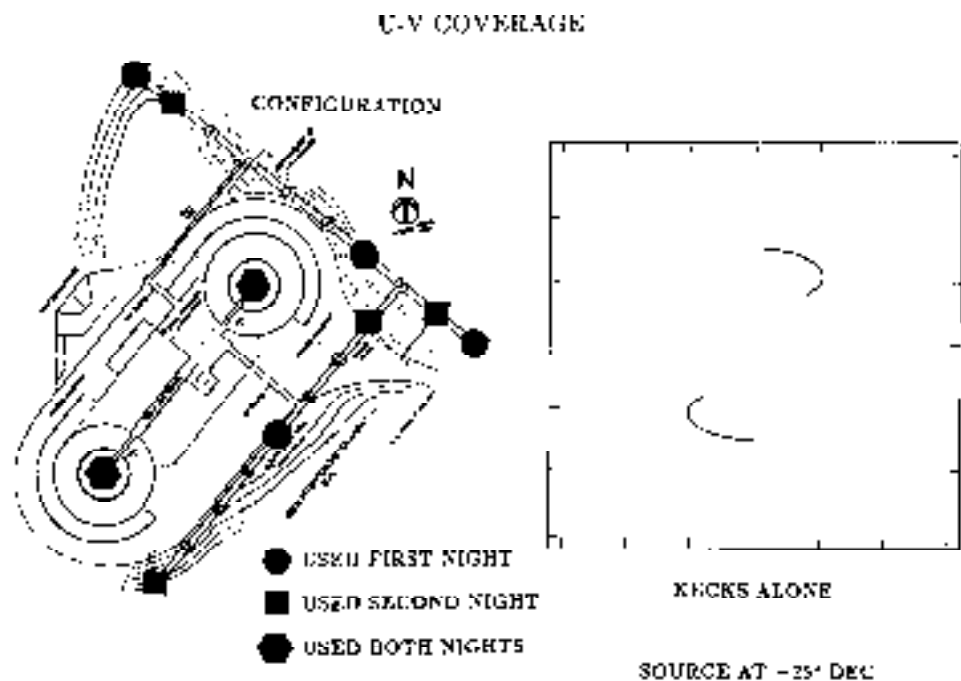 U-V COVERAGE
CONFIGURATION
N
USED FIRST NIGHT
USED SECOND NIGHT
USED BOTH NIGHTS
KECKS ALONE
SOURCE AT -25° DEC